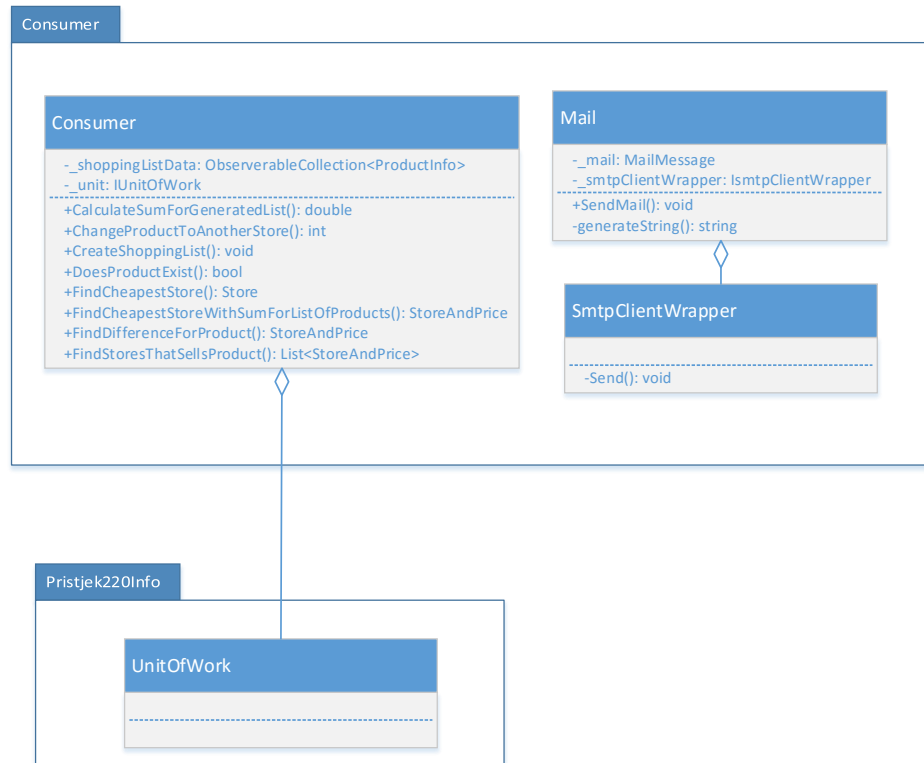 Consumer
Consumer
-_shoppingListData: ObserverableCollection<ProductInfo>
-_unit: IUnitOfWork
+CalculateSumForGeneratedList(): double
+ChangeProductToAnotherStore(): int
+CreateShoppingList(): void
+DoesProductExist(): bool
+FindCheapestStore(): Store
+FindCheapestStoreWithSumForListOfProducts(): StoreAndPrice
+FindDifferenceForProduct(): StoreAndPrice
+FindStoresThatSellsProduct(): List<StoreAndPrice>
Mail
-_mail: MailMessage
-_smtpClientWrapper: IsmtpClientWrapper
+SendMail(): void
-generateString(): string
SmtpClientWrapper
-Send(): void
Pristjek220Info
UnitOfWork